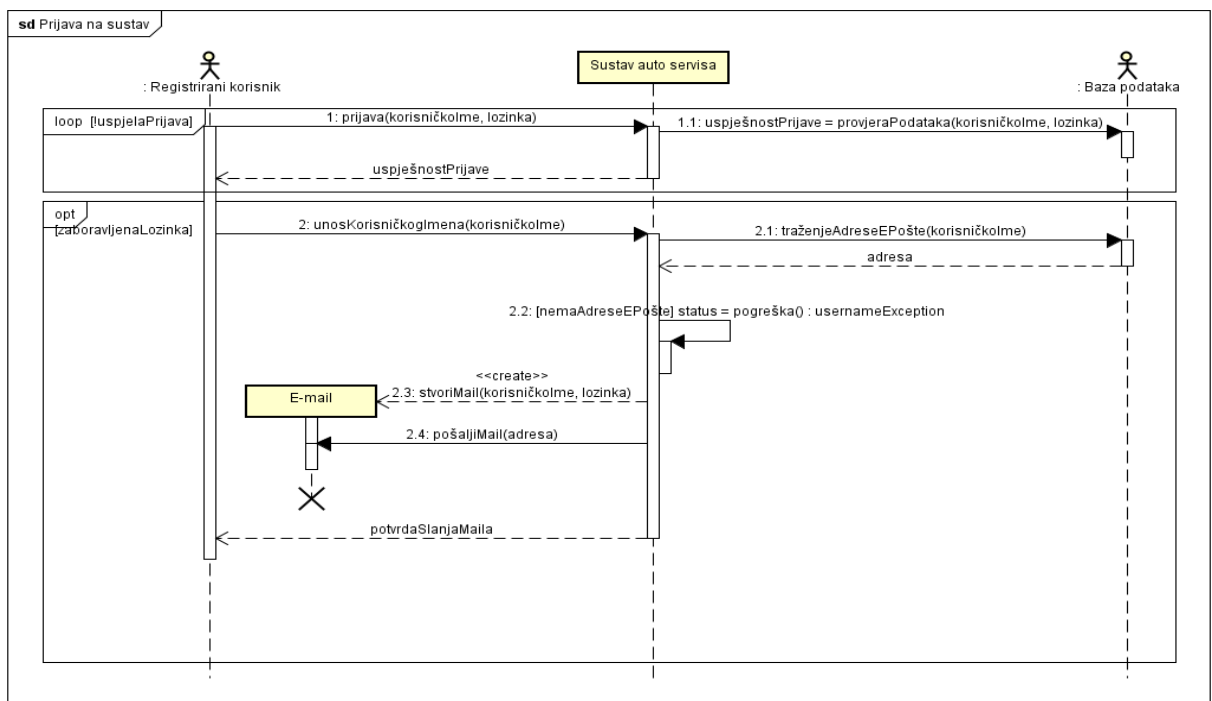 sd Prijava na sustav
Sustav auto servisa
: Registrirani korisnik
: Baza podataka
loop [!uspjelaPrijava]
1: prijava(korisničkoIme, lozinka)
1.1: uspješnostPrijave = provjeraPodataka(korisničkoIme, lozinka)
uspješnostPrijave
opt
[zaboravljenaLozinka]
2: unosKorisničkogImena(korisničkoIme)
2.1: traženjeAdreseEPošte(korisničkoIme)
adresa
2.2: [nemaAdreseEPošte] status = pogreška() : usernameException
<<create>>
2.3: stvoriMail(korisničkoIme, lozinka)
E-mail
2.4: pošaljiMail(adresa)
potvrdaSlanjaMaila